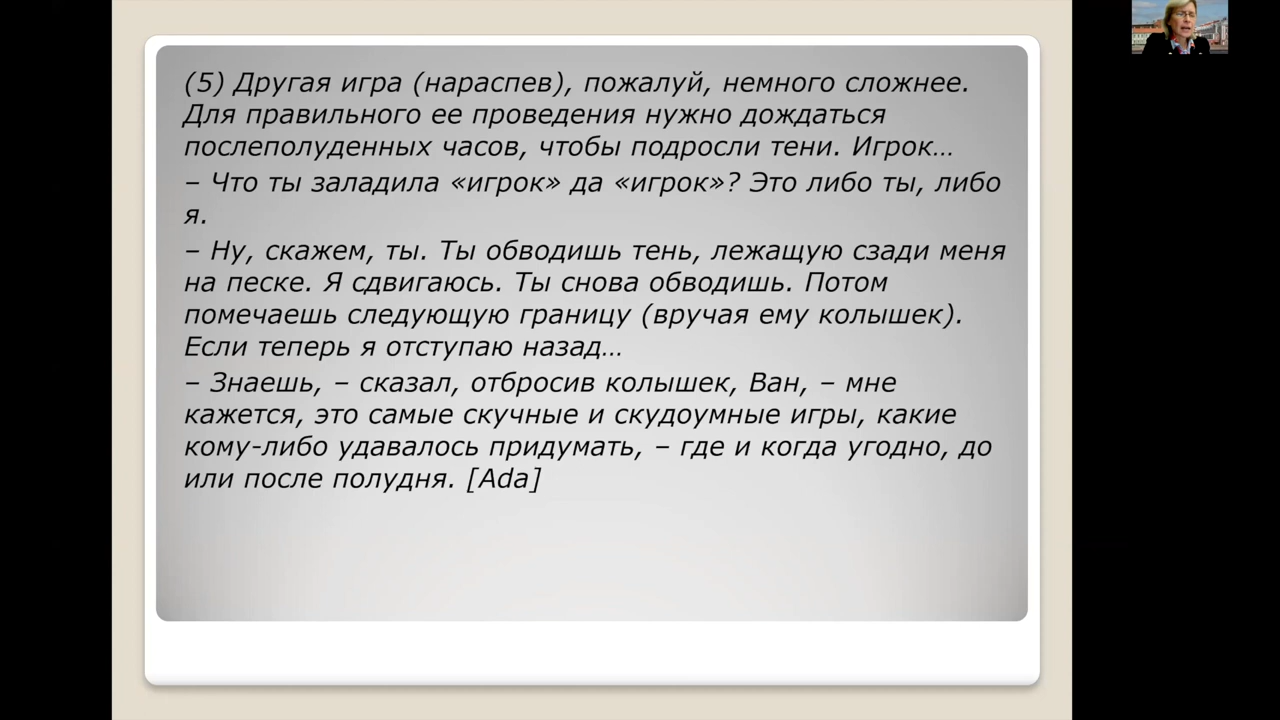 (5) Другая игра (нараспев), пожалуй, немного сложнее.
Для правильного ее проведения нужно дождаться
послеполуденных часов, чтобы подросли тени. Игрок…
– Что ты заладила «игрок» да «игрок»? Это либо ты, либо
я.
– Ну, скажем, ты. Ты обводишь тень, лежащую сзади меня
на песке. Я сдвигаюсь. Ты снова обводишь. Потом
помечаешь следующую границу (вручая ему колышек).
Если теперь я отступаю назад…
– Знаешь, – сказал, отбросив колышек, Ван, – мне
кажется, это самые скучные и скудоумные игры, какие
кому-либо удавалось придумать, – где и когда угодно, до
или после полудня. [Ada]